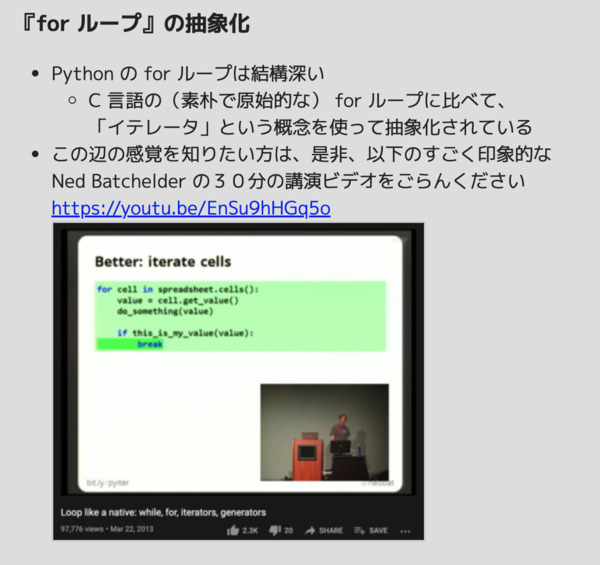 『for ループ』の抽象化
• Python の for ループは結構深い
◦ C 言語の（素朴で原始的な） for ループに比べて、
「イテレータ」という概念を使って抽象化されている
• この辺の感覚を知りたい方は、是非、以下のすごく印象的な
Ned Batchelder の３０分の講演ビデオをごらんください
https://youtu.be/EnSu9hHGq5o
Better: iterate cells
for cell in spreadsheet.cells():
value = cell.get_value()
do_something(value)
if this_is_my_value(value):
break
bit.ly/pyiter
@nedbat
Loop like a native: while, for, iterators, generators
97,776 views • Mar 22, 2013
2.3K 20 SHARE SAVE